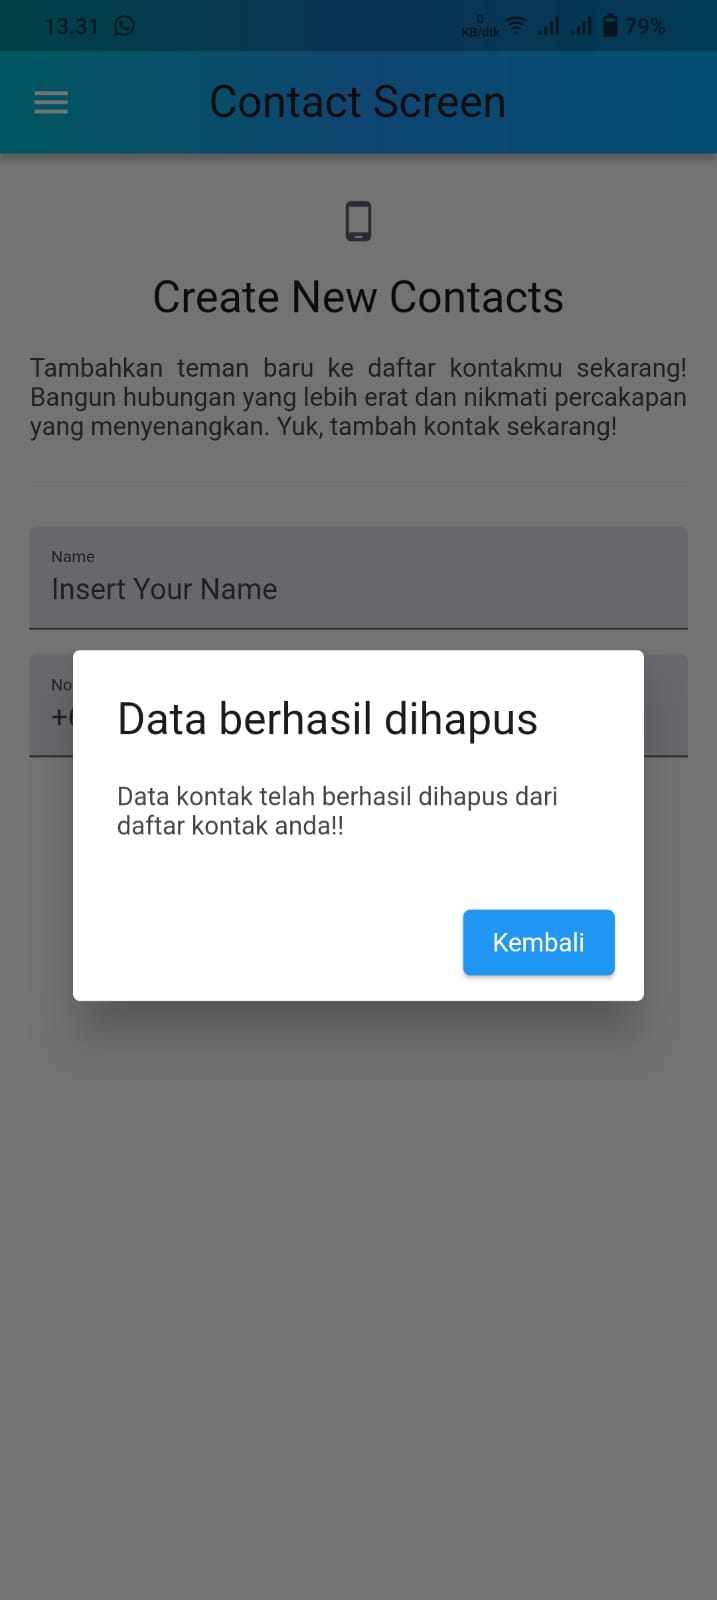 13.31
0
KB/dtk
79%
Contact Screen
Create New Contacts
Tambahkan teman baru ke daftar kontakmu sekarang!
Bangun hubungan yang lebih erat dan nikmati percakapan
yang menyenangkan. Yuk, tambah kontak sekarang!
Name
Insert Your Name
Data berhasil dihapus
Data kontak telah berhasil dihapus dari
daftar kontak anda!!
Kembali